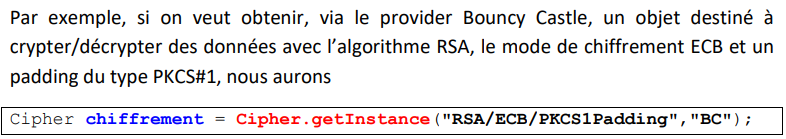 Par exemple, si on veut obtenir, via le provider Bouncy Castle, un objet destiné à
crypter/décrypter des données avec l’algorithme RSA, le mode de chiffrement ECB et un
padding du type PKCS#1, nous aurons
Cipher chiffrement = Cipher.getInstance("RSA/ECB/PKCS1Padding","BC");